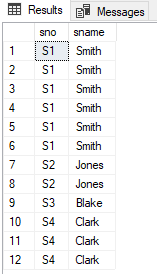 Results Messages
sno sname
1 S1 Smith
2 S1 Smith
3 S1 Smith
4 S1 Smith
5 S1 Smith
6 S1 Smith
7 S2 Jones
8 S2 Jones
9 S3 Blake
10 S4 Clark
11 S4 Clark
12 S4 Clark